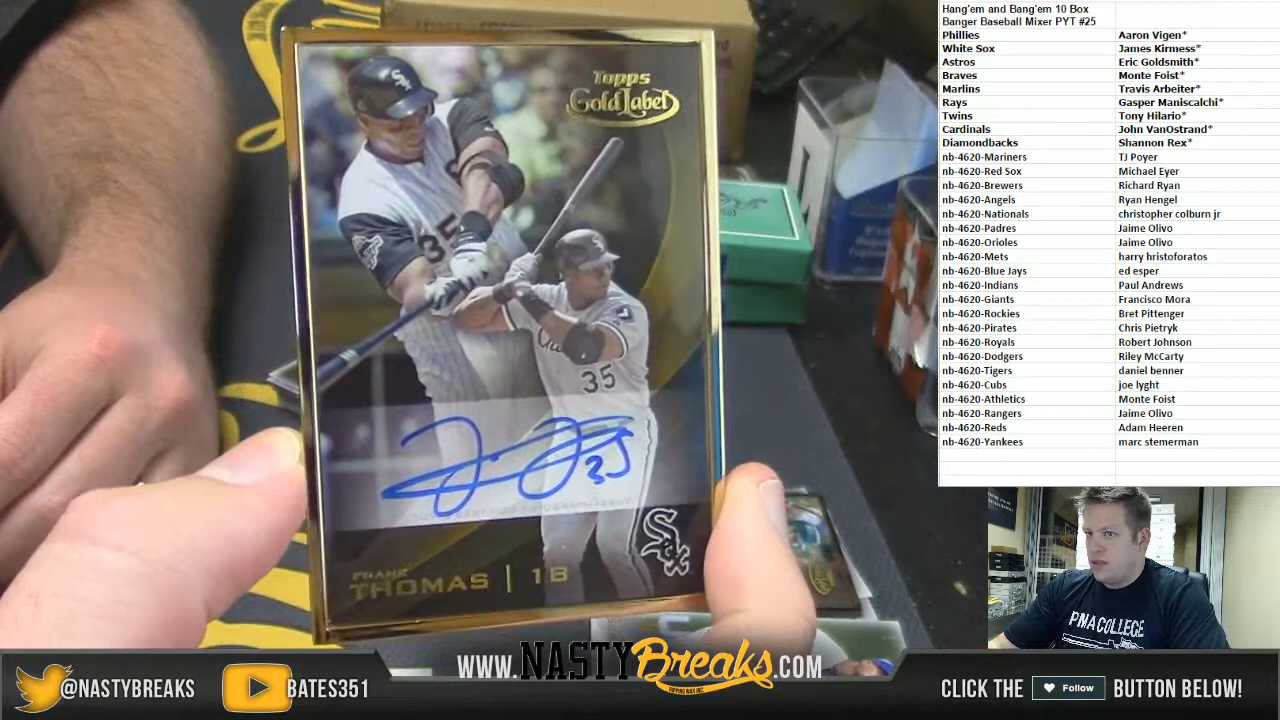 Topps
Gold Label
35
35
35
FRANK
THOMAS | 1B
Sox
Hang'em and Bang'em 10 Box
Banger Baseball Mixer PYT #25
Phillies Aaron Vigen*
White Sox James Kirmess*
Astros Eric Goldsmith*
Braves Monte Foist*
Marlins Travis Arbeiter*
Rays Gasper Maniscalchi*
Twins Tony Hilario*
Cardinals John VanOstrand*
Diamondbacks Shannon Rex*
nb-4620-Mariners TJ Poyer
nb-4620-Red Sox Michael Eyer
nb-4620-Brewers Richard Ryan
nb-4620-Angels Ryan Hengel
nb-4620-Nationals christopher colburn jr
nb-4620-Padres Jaime Olivo
nb-4620-Orioles Jaime Olivo
nb-4620-Mets harry hristoforatos
nb-4620-Blue Jays ed esper
nb-4620-Indians Paul Andrews
nb-4620-Giants Francisco Mora
nb-4620-Rockies Bret Pittenger
nb-4620-Pirates Chris Pietryk
nb-4620-Royals Robert Johnson
nb-4620-Dodgers Riley McCarty
nb-4620-Tigers daniel benner
nb-4620-Cubs joe lyght
nb-4620-Athletics Monte Foist
nb-4620-Rangers Jaime Olivo
nb-4620-Reds Adam Heeren
nb-4620-Yankees marc stemerman
PMA COLLEGE
@NASTYBREAKS
BATES351
WWW.NASTYBreaks.COM
CLICK THE Follow BUTTON BELOW!